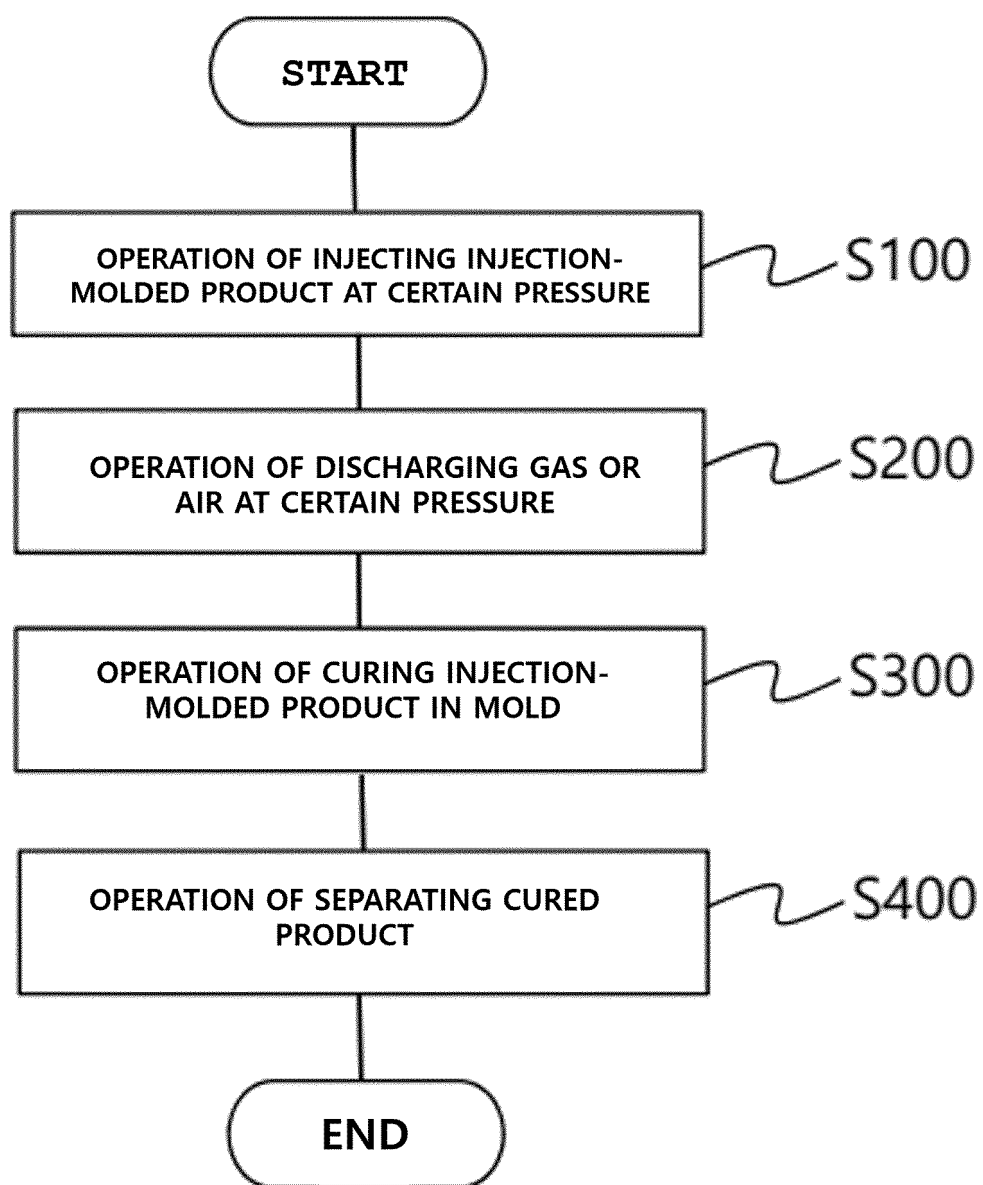 START
OPERATION OF INJECTING INJECTION-
MOLDED PRODUCT AT CERTAIN PRESSURE
S100
OPERATION OF DISCHARGING GAS OR
AIR AT CERTAIN PRESSURE
S200
OPERATION OF CURING INJECTION-
MOLDED PRODUCT IN MOLD
S300
OPERATION OF SEPARATING CURED
PRODUCT
S400
END